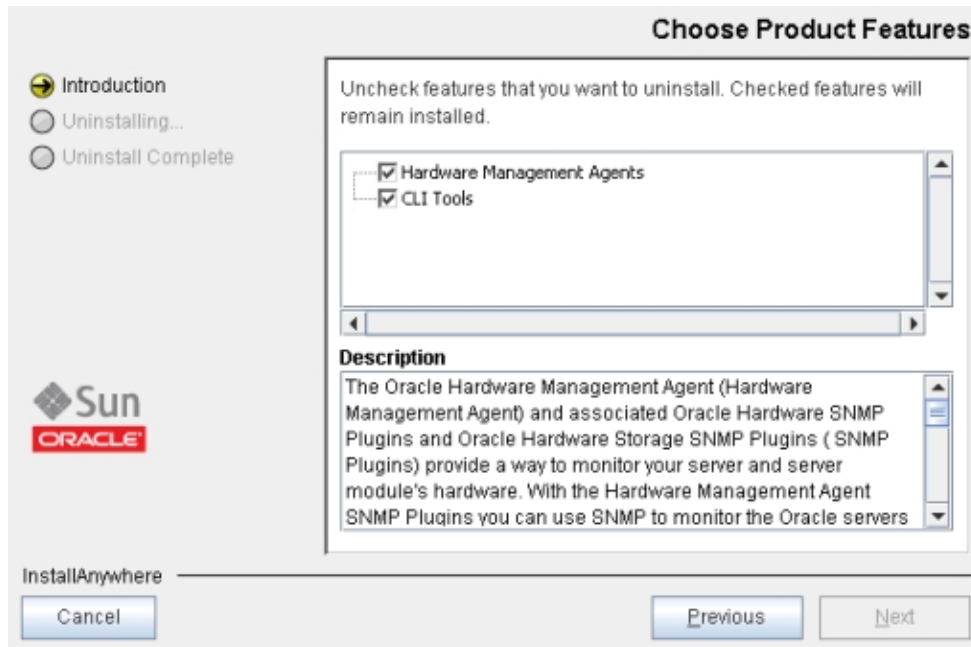 Choose Product Features
Introduction
Uninstalling...
Uninstall Complete
Uncheck features that you want to uninstall. Checked features will
remain installed.
Hardware Management Agents
CLI Tools
Description
The Oracle Hardware Management Agent (Hardware
Management Agent) and associated Oracle Hardware SNMP
Plugins and Oracle Hardware Storage SNMP Plugins ( SNMP
Plugins) provide a way to monitor your server and server
module's hardware. With the Hardware Management Agent
SNMP Plugins you can use SNMP to monitor the Oracle servers
Sun
ORACLE
InstallAnywhere
Cancel
Previous
Next